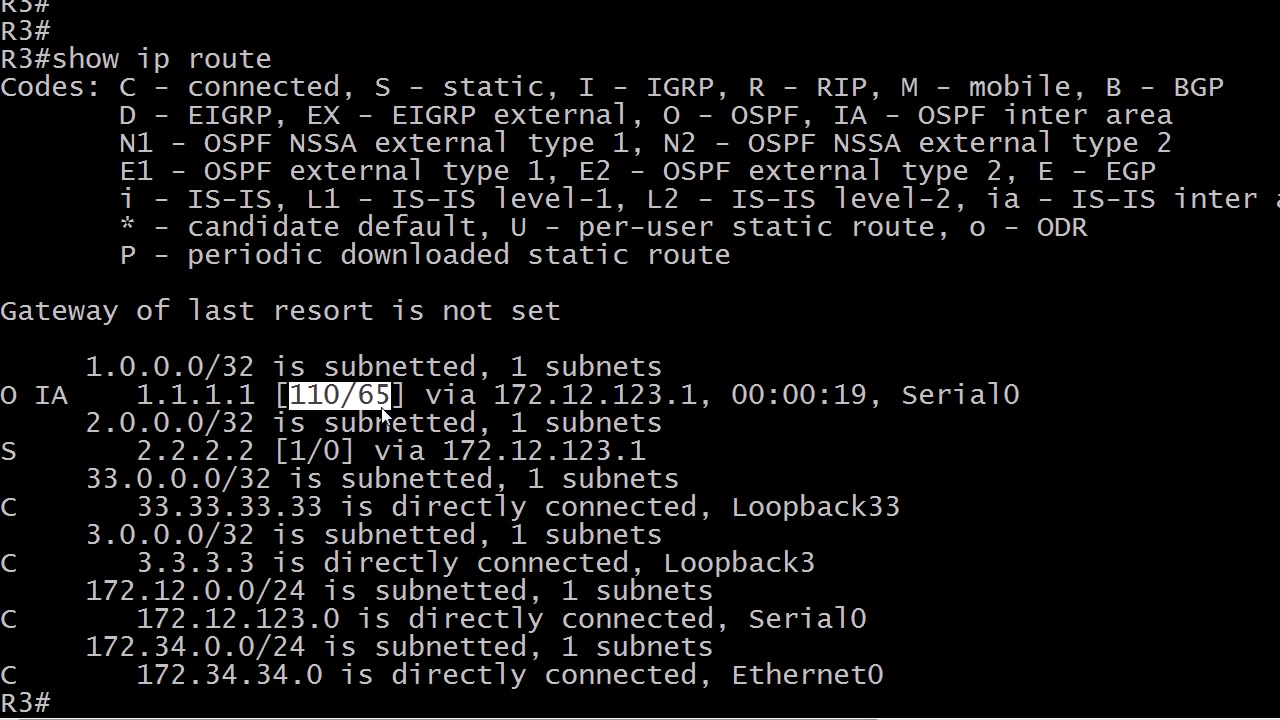 R3#
R3#
R3#show ip route
Codes: C - connected, S - static, I - IGRP, R - RIP, M - mobile, B - BGP
       D - EIGRP, EX - EIGRP external, O - OSPF, IA - OSPF inter area
       N1 - OSPF NSSA external type 1, N2 - OSPF NSSA external type 2
       E1 - OSPF external type 1, E2 - OSPF external type 2, E - EGP
       i - IS-IS, L1 - IS-IS level-1, L2 - IS-IS level-2, ia - IS-IS inter a
       * - candidate default, U - per-user static route, o - ODR
       P - periodic downloaded static route
Gateway of last resort is not set
     1.0.0.0/32 is subnetted, 1 subnets
O IA    1.1.1.1 [110/65] via 172.12.123.1, 00:00:19, Serial0
     2.0.0.0/32 is subnetted, 1 subnets
S       2.2.2.2 [1/0] via 172.12.123.1
     33.0.0.0/32 is subnetted, 1 subnets
C       33.33.33.33 is directly connected, Loopback33
     3.0.0.0/32 is subnetted, 1 subnets
C       3.3.3.3 is directly connected, Loopback3
     172.12.0.0/24 is subnetted, 1 subnets
C       172.12.123.0 is directly connected, Serial0
     172.34.0.0/24 is subnetted, 1 subnets
C       172.34.34.0 is directly connected, Ethernet0
R3#